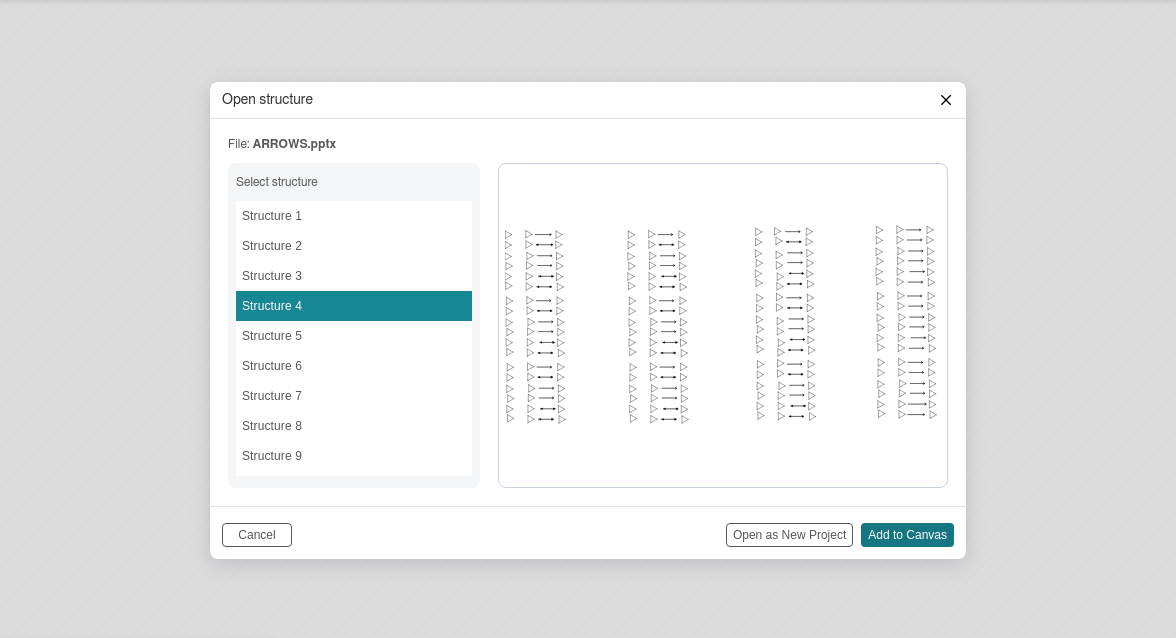 Open structure
File: ARROWS.pptx
Select structure
Structure 1
Structure 2
Structure 3
Structure 4
Structure 5
Structure 6
Structure 7
Structure 8
Structure 9
Cancel
Open as New Project
Add to Canvas